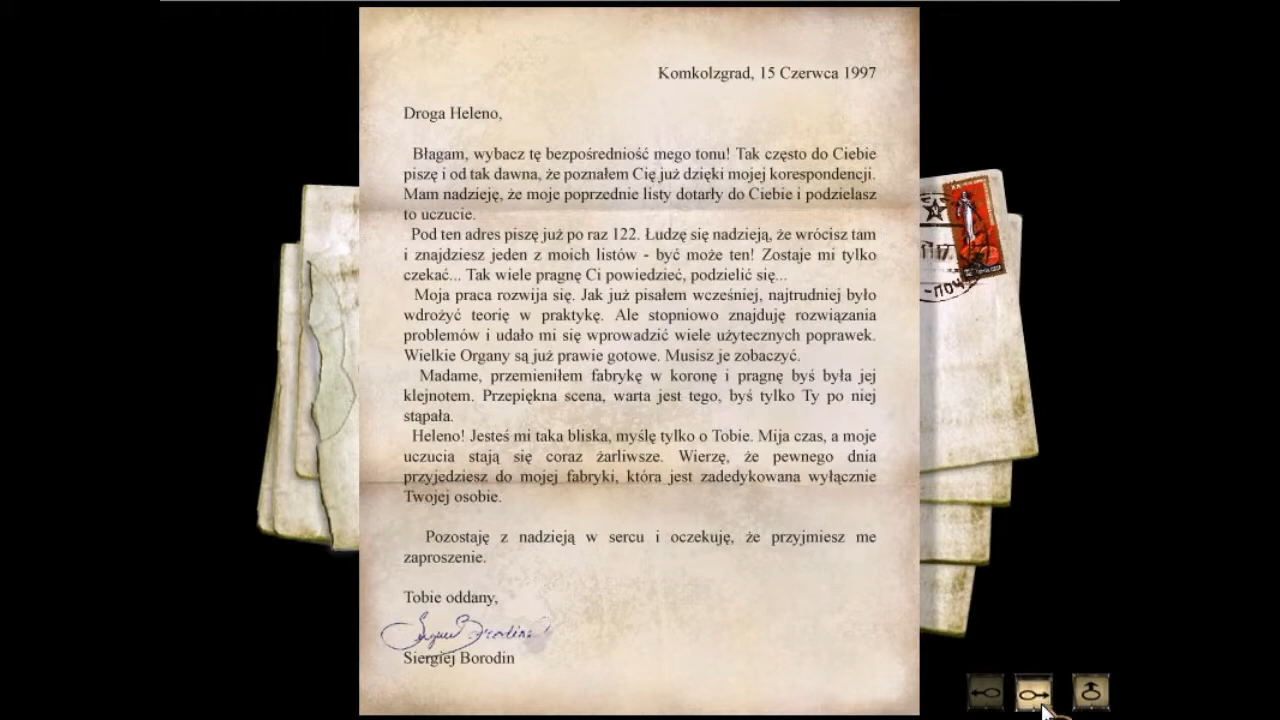 Komkolzgrad, 15 Czerwca 1997
Droga Heleno,
Błagam, wybacz tę bezpośredniość mego tonu! Tak często do Ciebie
piszę i od tak dawna, że poznałem Cię już dzięki mojej korespondencji.
Mam nadzieję, że moje poprzednie listy dotarły do Ciebie i podzielasz
to uczucie.
Pod ten adres piszę już po raz 122. Łudzę się nadzieją, że wrócisz tam
i znajdziesz jeden z moich listów - być może ten! Zostaje mi tylko
czekać... Tak wiele pragnę Ci powiedzieć, podzielić się...
Moja praca rozwija się. Jak już pisałem wcześniej, najtrudniej było
wdrożyć teorię w praktykę. Ale stopniowo znajduję rozwiązania
problemów i udało mi się wprowadzić wiele użytecznych poprawek.
Wielkie Organy są już prawie gotowe. Musisz je zobaczyć.
Madame, przemieniłem fabrykę w koronę i pragnę byś była jej
klejnotem. Przepiękna scena, warta jest tego, byś tylko Ty po niej
stąpała.
Heleno! Jesteś mi taka bliska, myślę tylko o Tobie. Mija czas, a moje
uczucia stają się coraz żarliwsze. Wierzę, że pewnego dnia
przyjedziesz do mojej fabryki, która jest zadedykowana wyłącznie
Twojej osobie.
Pozostaję z nadzieją w sercu i oczekuję, że przyjmiesz me
zaproszenie.
Tobie oddany,
Siergiej Borodin